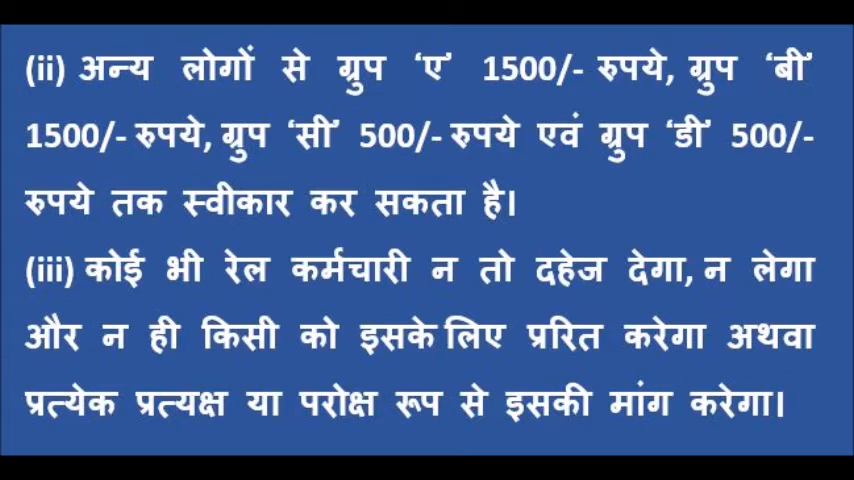 (ii) अन्य लोगों से ग्रुप ‘ए’ 1500/- रुपये, ग्रुप ‘बी’
1500/- रुपये, ग्रुप ‘सी’ 500/- रुपये एवं ग्रुप ‘डी’ 500/-
रुपये तक स्वीकार कर सकता है।
(iii) कोई भी रेल कर्मचारी न तो दहेज देगा, न लेगा
और न ही किसी को इसके लिए प्ररित करेगा अथवा
प्रत्येक प्रत्यक्ष या परोक्ष रूप से इसकी मांग करेगा।